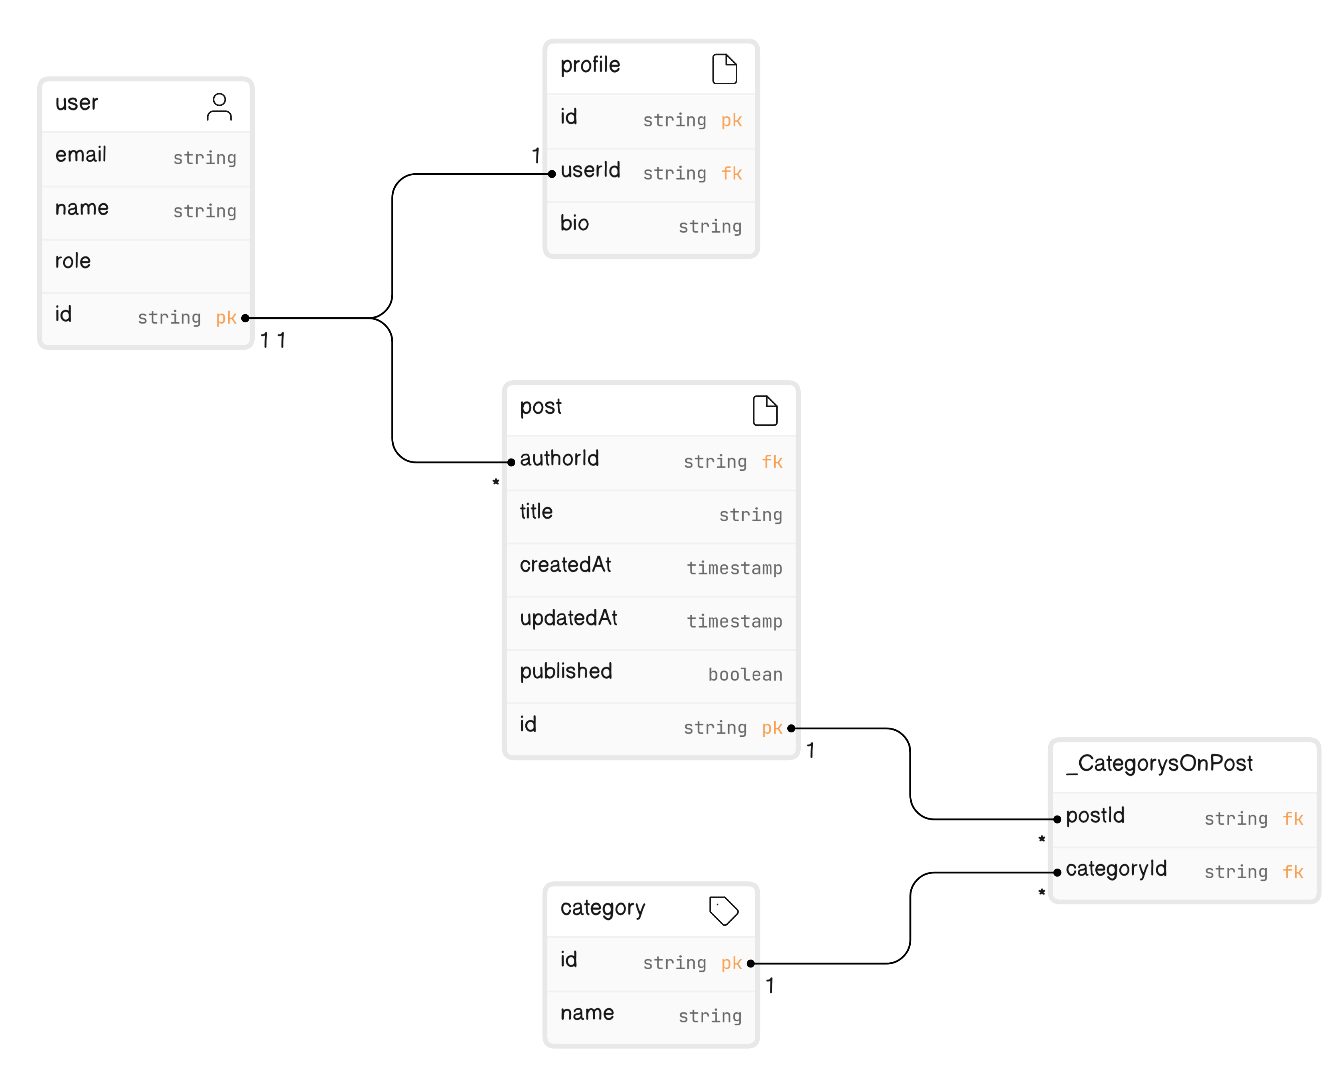 user
email string
name string
role
id string pk
1 1
profile
id string pk
1
userId string fk
bio string
post
authorId string fk
*
title string
createdAt timestamp
updatedAt timestamp
published boolean
id string pk
1
_CategorysOnPost
postId string fk
*
categoryId string fk
*
category
id string pk
1
name string